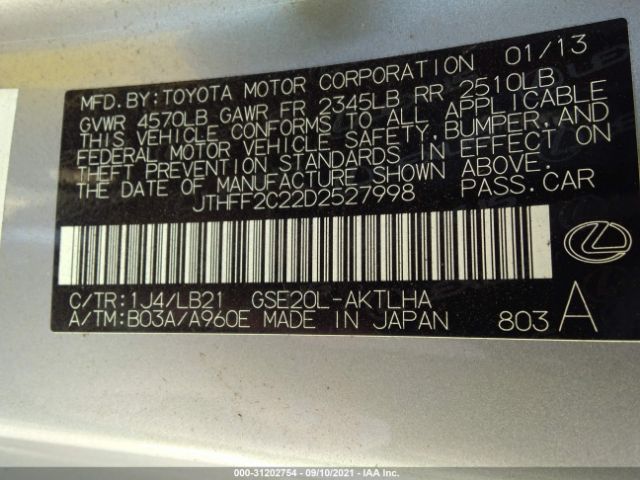 MFD. BY: TOYOTA MOTOR CORPORATION 01/13
GVWR 4570LB GAWR FR 2345LB RR 2510LB
THIS VEHICLE CONFORMS TO ALL APPLICABLE
FEDERAL MOTOR VEHICLE SAFETY, BUMPER, AND
THEFT PREVENTION STANDARDS IN EFFECT ON
THE DATE OF MANUFACTURE SHOWN ABOVE.
JTHFF2C22D2527998 PASS. CAR
C/TR: 1J4/LB21 GSE20L-AKTLHA
A/TM: B03A/A960E MADE IN JAPAN 803 A
000-31202754 - 09/10/2021 - IAA Inc.